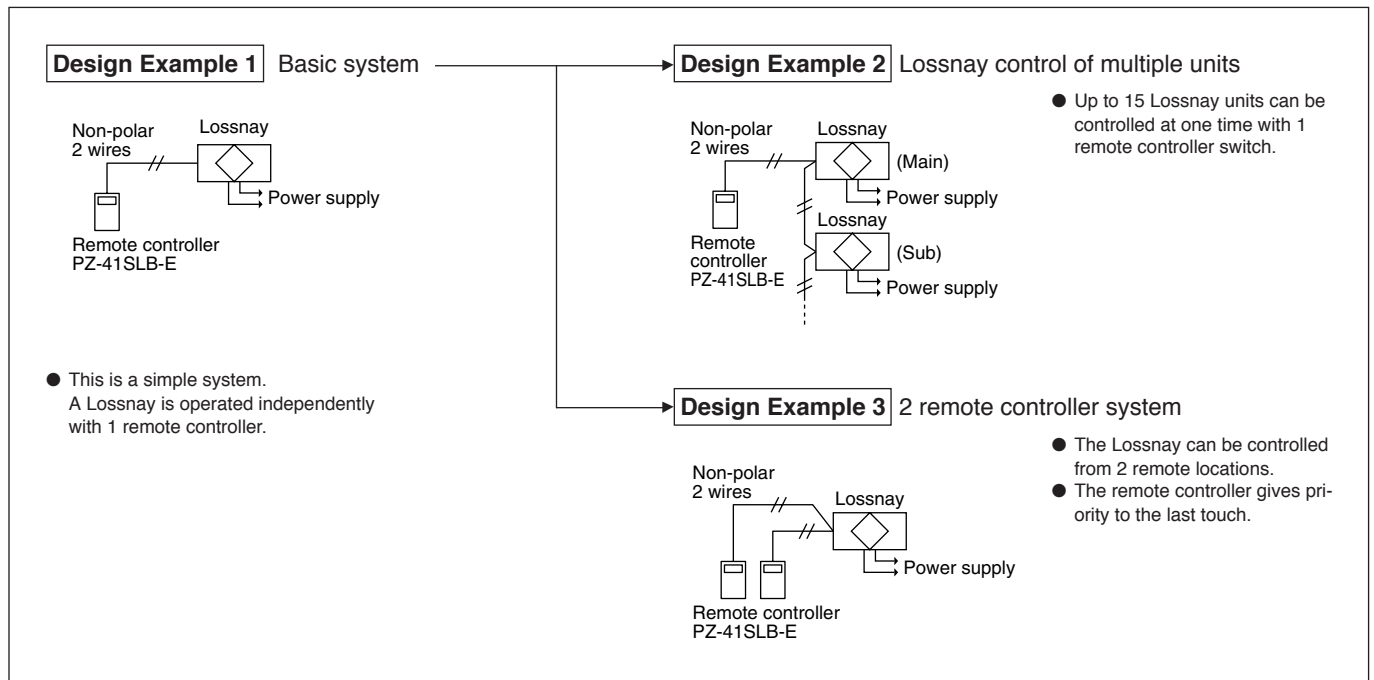 Design Example 1 Basic system
Non-polar
2 wires
Lossnay
Power supply
Remote controller
PZ-41SLB-E
● This is a simple system.
A Lossnay is operated independently
with 1 remote controller.
Design Example 2 Lossnay control of multiple units
● Up to 15 Lossnay units can be
controlled at one time with 1
remote controller switch.
Non-polar
2 wires
Lossnay
(Main)
Power supply
Remote
controller
PZ-41SLB-E
Lossnay
(Sub)
Power supply
Design Example 3 2 remote controller system
● The Lossnay can be controlled
from 2 remote locations.
● The remote controller gives pri-
ority to the last touch.
Non-polar
2 wires
Lossnay
Power supply
Remote controller
PZ-41SLB-E